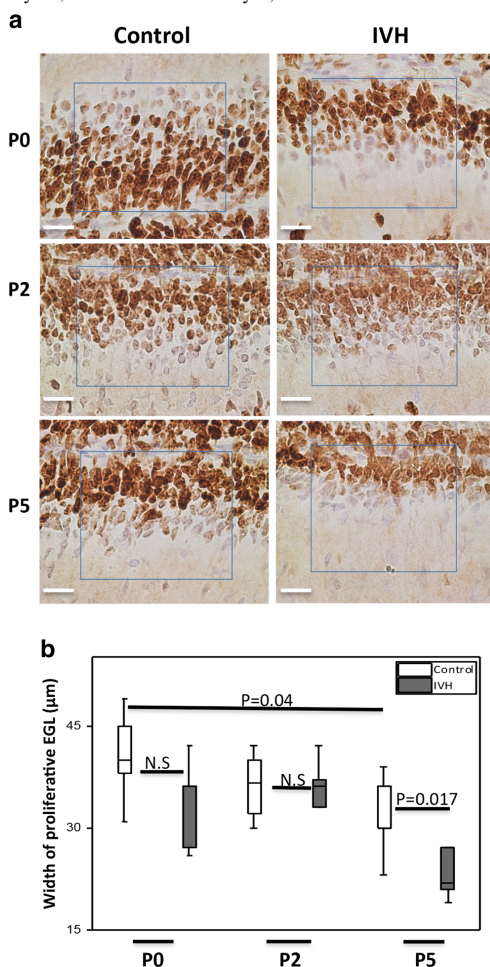 a
Control IVH
P0
P2
P5
b
Control
IVH
P=0.04
N.S
N.S
P=0.017
Width of proliferative EGL (μm)
45
30
15
P0 P2 P5